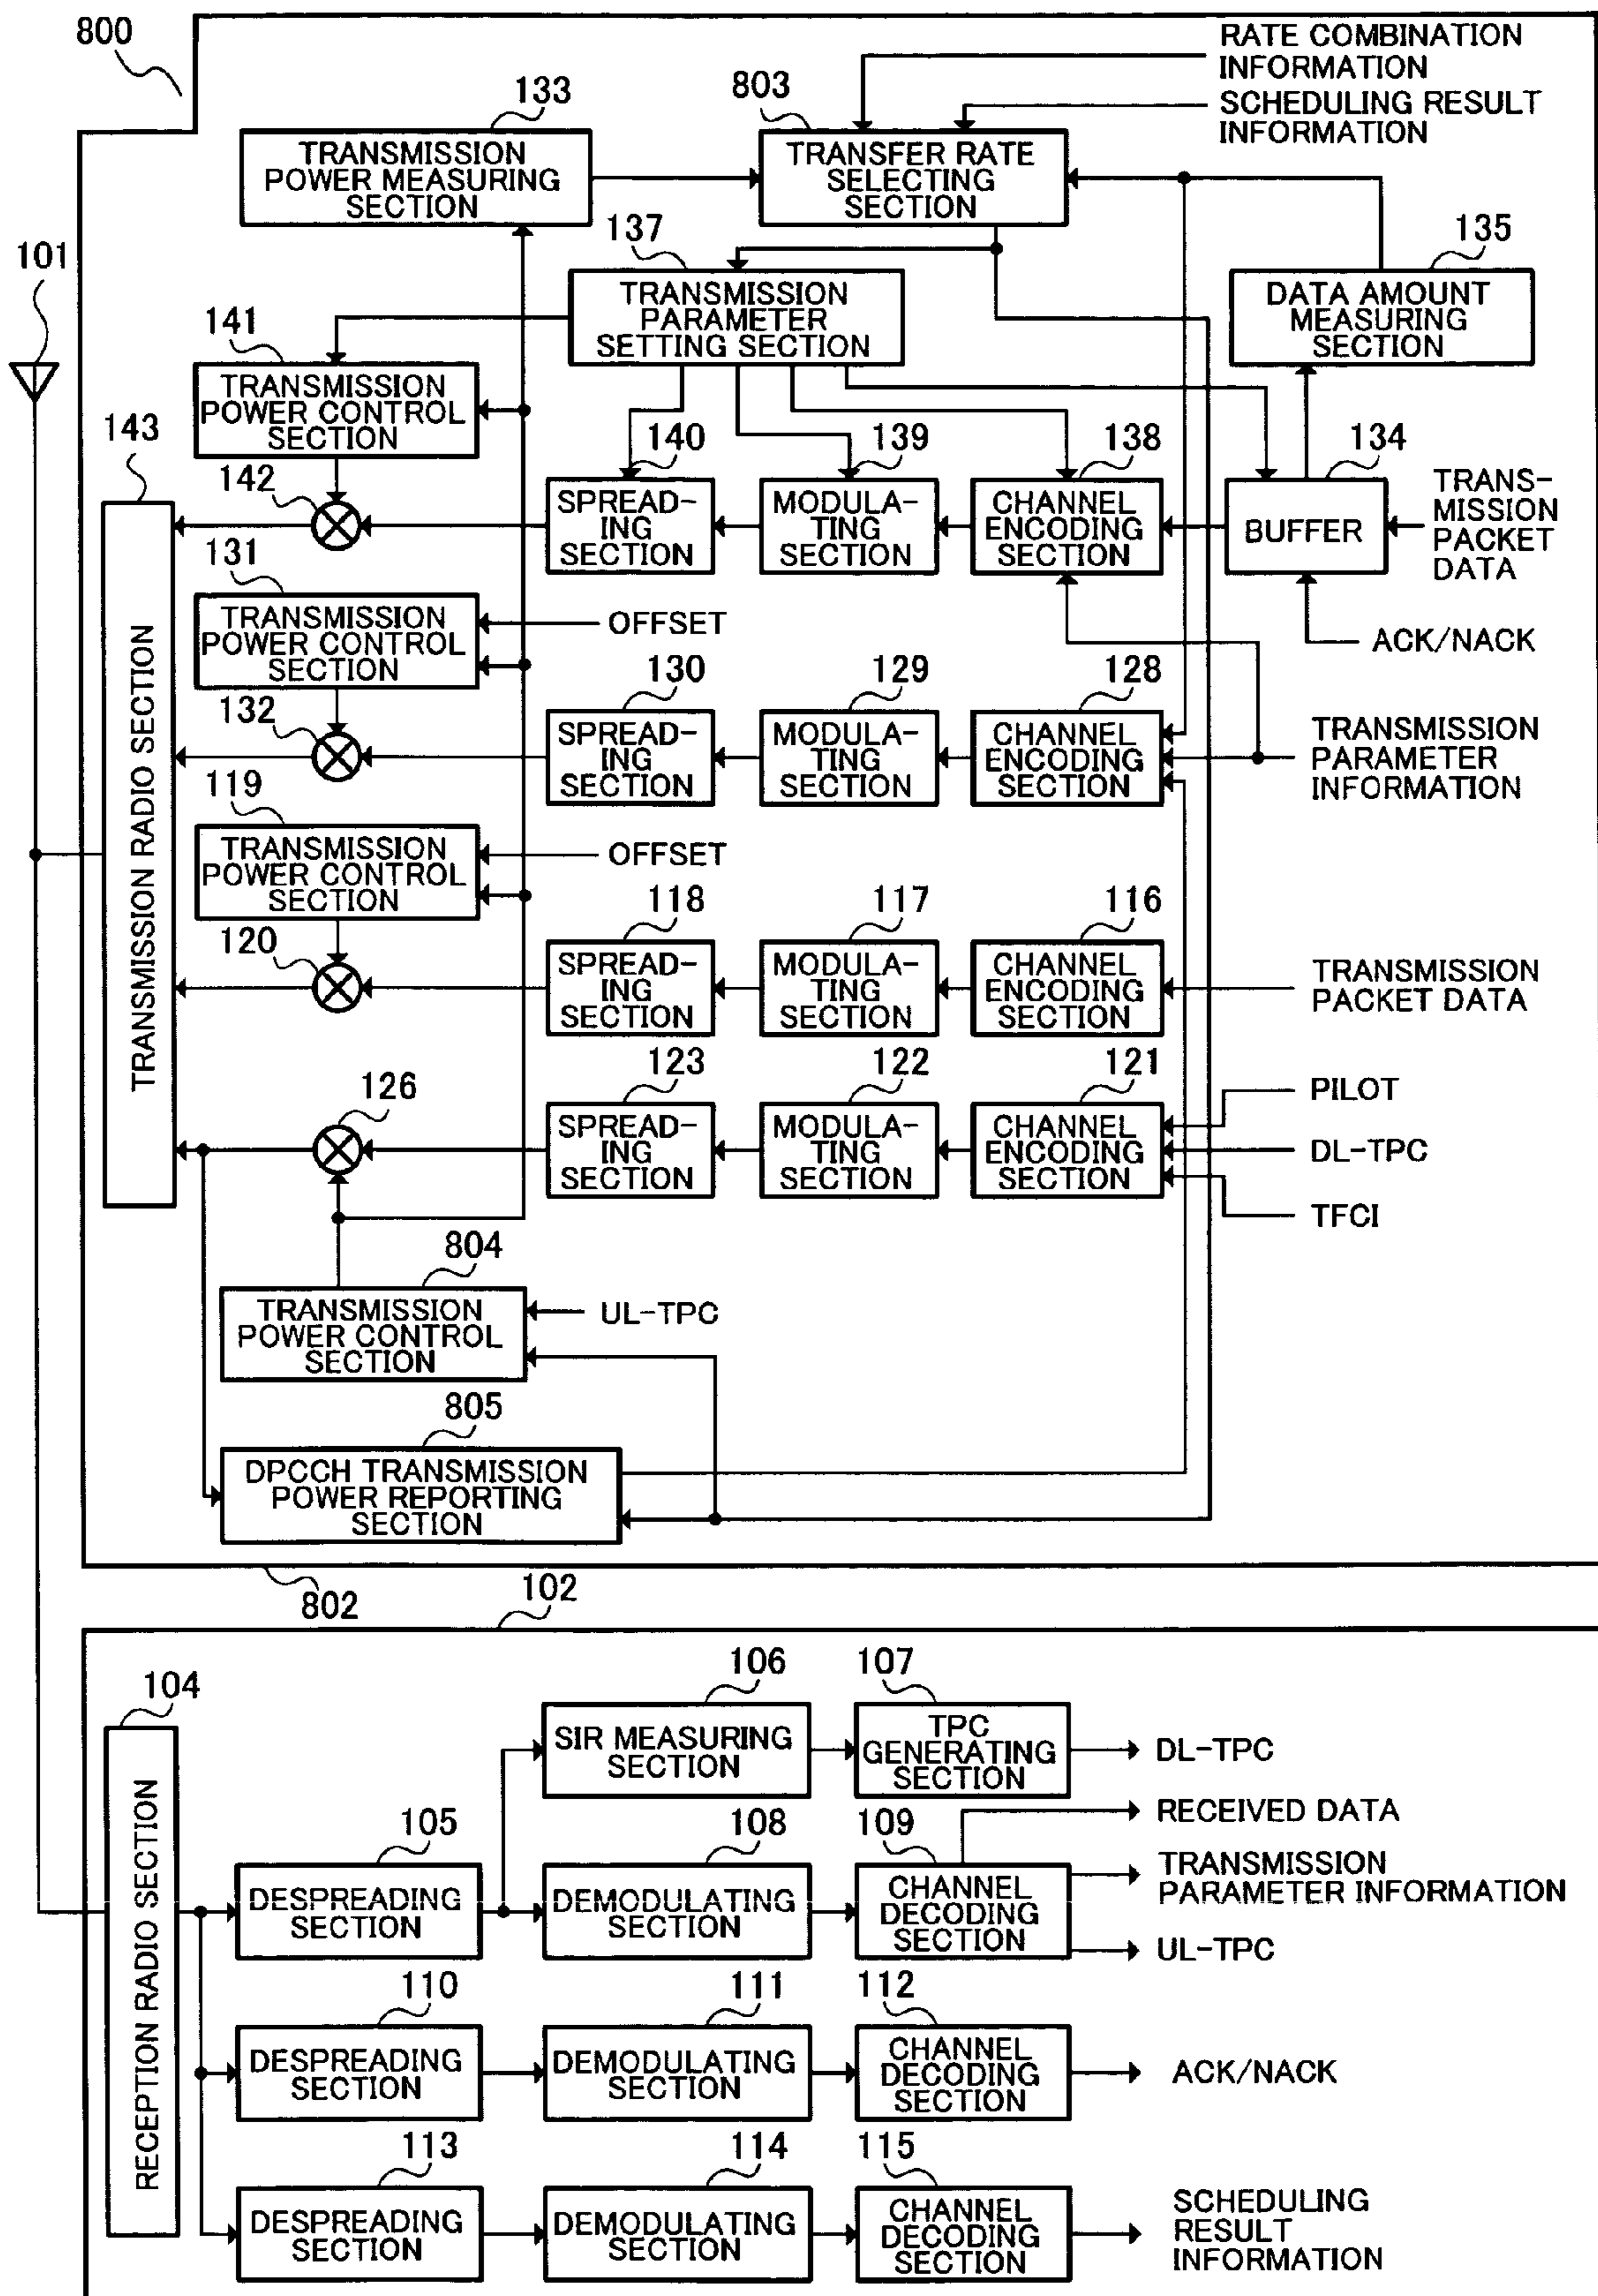 800
RATE COMBINATION
INFORMATION
SCHEDULING RESULT
INFORMATION
133
TRANSMISSION
POWER MEASURING
SECTION
803
TRANSFER RATE
SELECTING
SECTION
101
137
TRANSMISSION
PARAMETER
SETTING SECTION
135
DATA AMOUNT
MEASURING
SECTION
141
TRANSMISSION
POWER CONTROL
SECTION
143
TRANSMISSION RADIO SECTION
142
140
SPREAD-
ING
SECTION
139
MODULA-
TING
SECTION
138
CHANNEL
ENCODING
SECTION
134
BUFFER
TRANS-
MISSION
PACKET
DATA
ACK/NACK
131
TRANSMISSION
POWER CONTROL
SECTION
OFFSET
132
130
SPREAD-
ING
SECTION
129
MODULA-
TING
SECTION
128
CHANNEL
ENCODING
SECTION
TRANSMISSION
PARAMETER
INFORMATION
119
TRANSMISSION
POWER CONTROL
SECTION
OFFSET
120
118
SPREAD-
ING
SECTION
117
MODULA-
TING
SECTION
116
CHANNEL
ENCODING
SECTION
TRANSMISSION
PACKET DATA
126
123
SPREAD-
ING
SECTION
122
MODULA-
TING
SECTION
121
CHANNEL
ENCODING
SECTION
PILOT
DL-TPC
TFCI
804
TRANSMISSION
POWER CONTROL
SECTION
UL-TPC
805
DPCCH TRANSMISSION
POWER REPORTING
SECTION
802
102
104
RECEPTION RADIO SECTION
106
SIR MEASURING
SECTION
107
TPC
GENERATING
SECTION
DL-TPC
RECEIVED DATA
105
DESPREADING
SECTION
108
DEMODULATING
SECTION
109
CHANNEL
DECODING
SECTION
TRANSMISSION
PARAMETER INFORMATION
UL-TPC
110
DESPREADING
SECTION
111
DEMODULATING
SECTION
112
CHANNEL
DECODING
SECTION
ACK/NACK
113
DESPREADING
SECTION
114
DEMODULATING
SECTION
115
CHANNEL
DECODING
SECTION
SCHEDULING
RESULT
INFORMATION